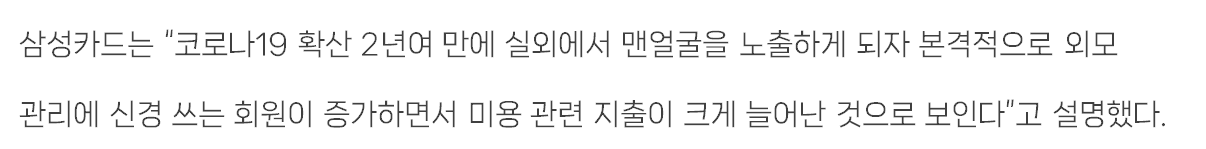 삼성카드는 “코로나19 확산 2년여 만에 실외에서 맨얼굴을 노출하게 되자 본격적으로 외모
관리에 신경 쓰는 회원이 증가하면서 미용 관련 지출이 크게 늘어난 것으로 보인다”고 설명했다.